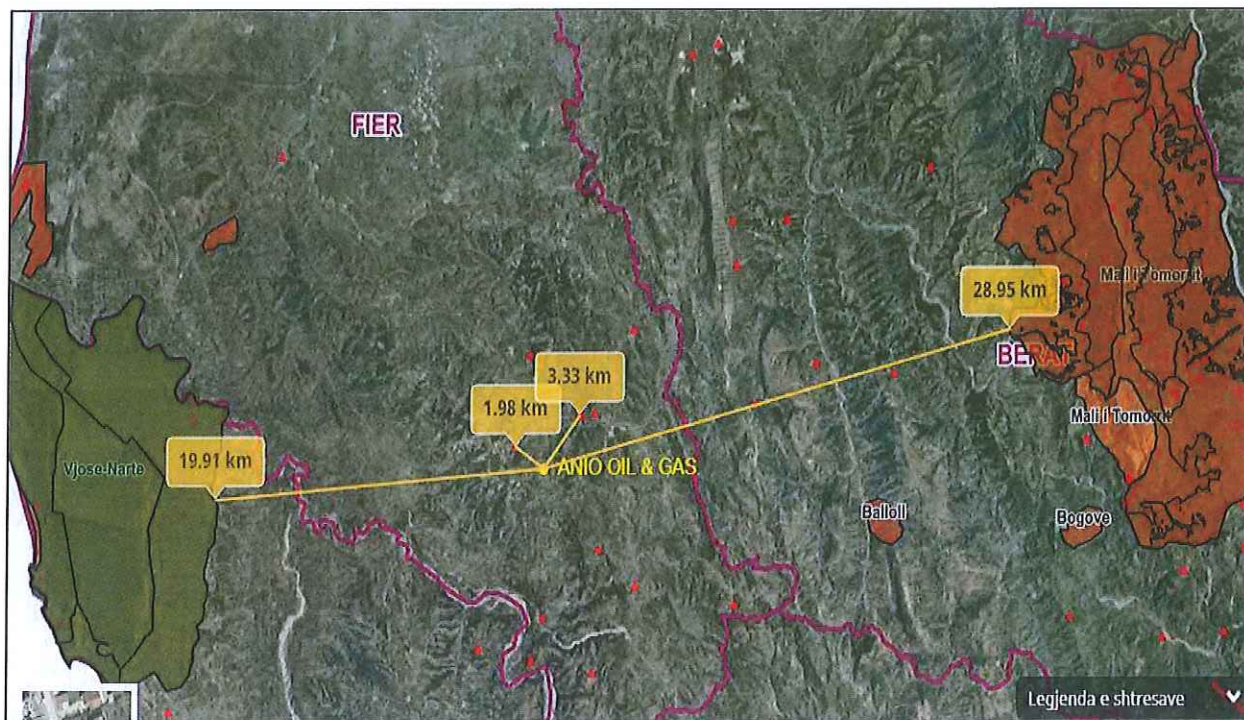 FIER
28.95 km
Mali i Tomorrit
BERAT
3.33 km
1.98 km
Mali i Tomorrit
19.91 km
Vjose-Narte
ANIO OIL & GAS
Balloll
Bogove
Legjenda e shtresave